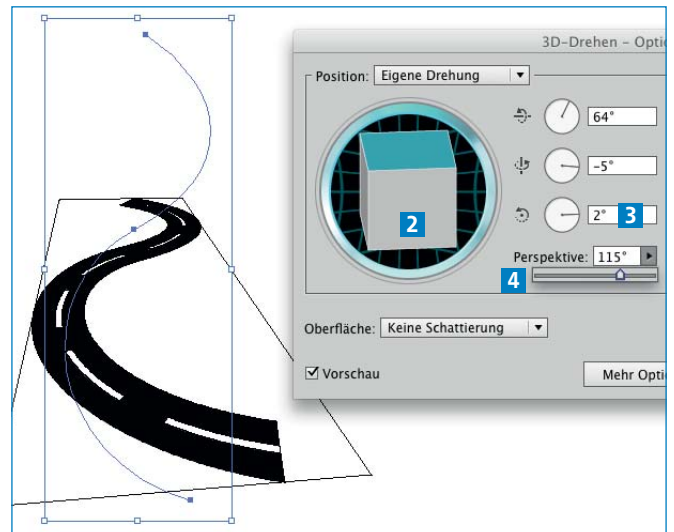 3D-Drehen – Optio
Position: Eigene Drehung
64°
-5°
2 2° 3
Perspektive: 115°
4
Oberfläche: Keine Schattierung
Vorschau
Mehr Opti